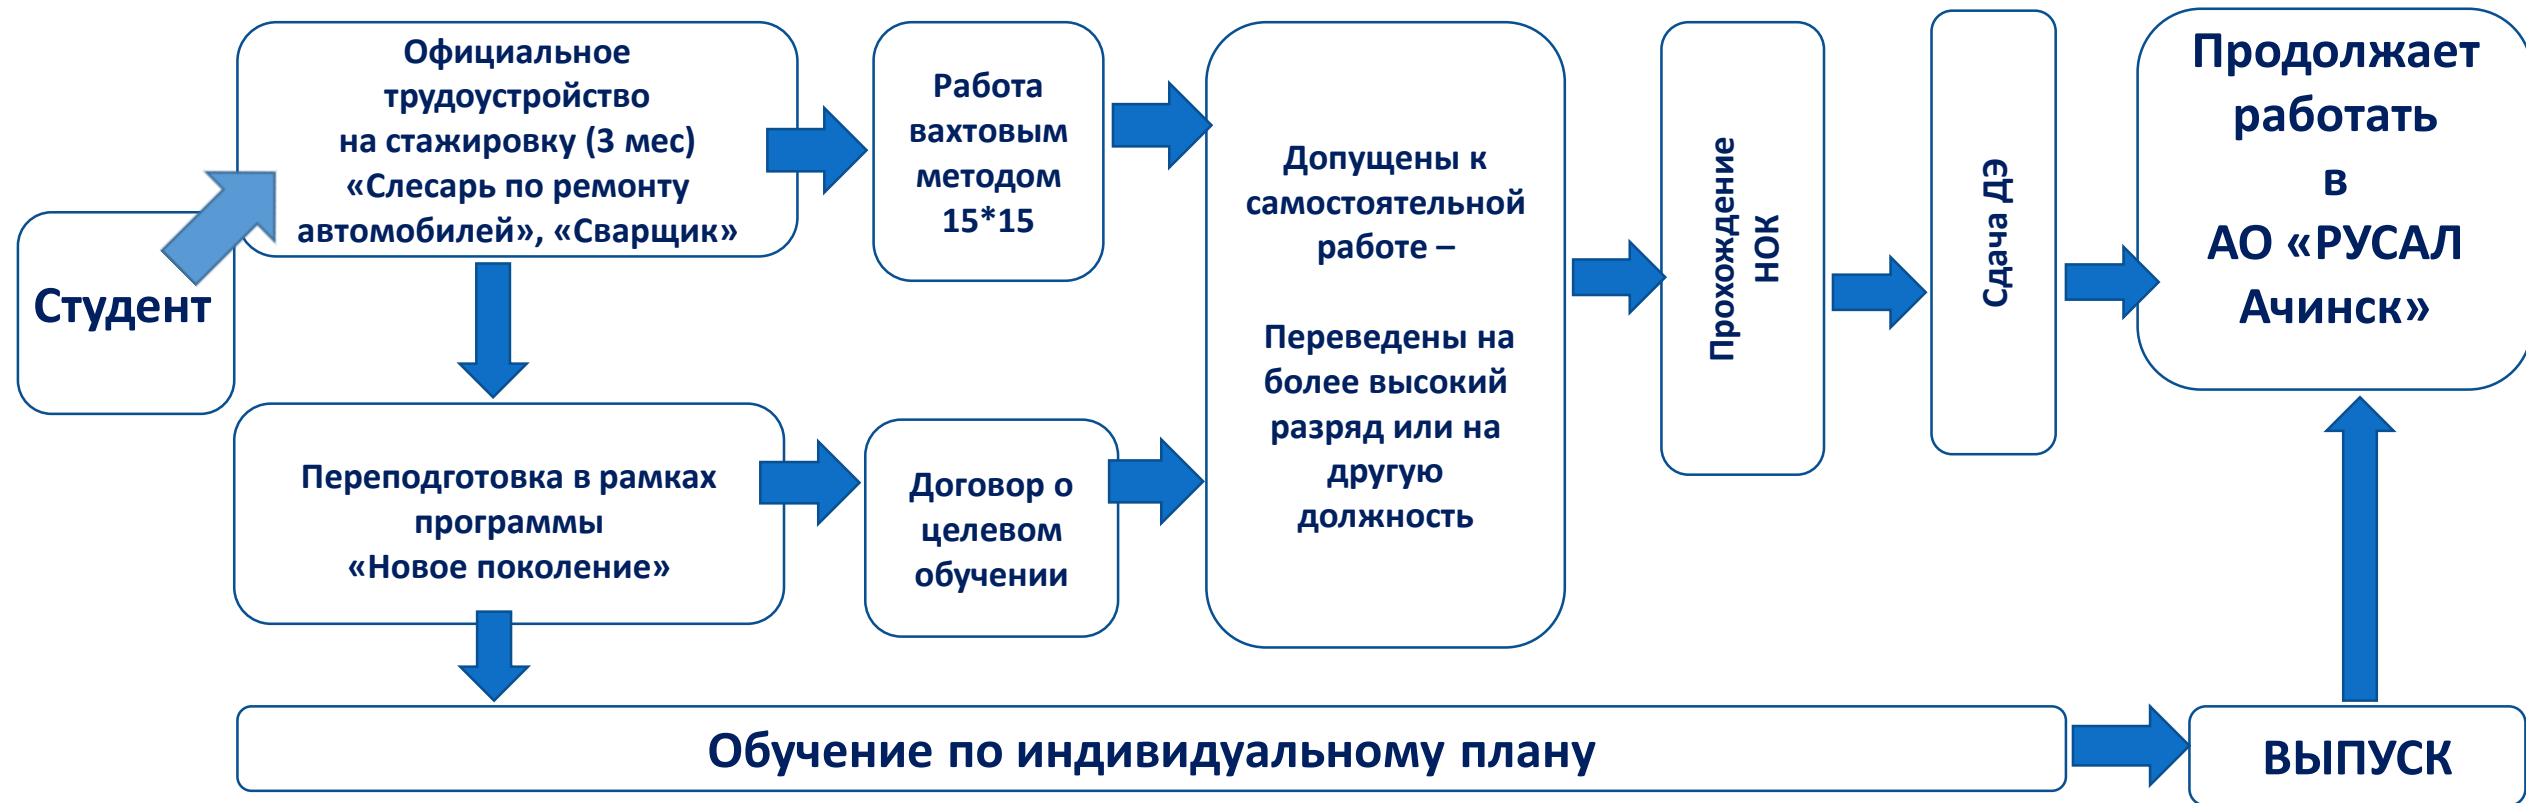 Студент
Официальное
трудоустройство
на стажировку (3 мес)
«Слесарь по ремонту
автомобилей», «Сварщик»
Работа
вахтовым
методом
15*15
Переподготовка в рамках
программы
«Новое поколение»
Договор о
целевом
обучении
Допущены к
самостоятельной
работе –
Переведены на
более высокий
разряд или на
другую
должность
Прохождение
НОК
Сдача ДЭ
Продолжает
работать
в
АО «РУСАЛ
Ачинск»
Обучение по индивидуальному плану
ВЫПУСК